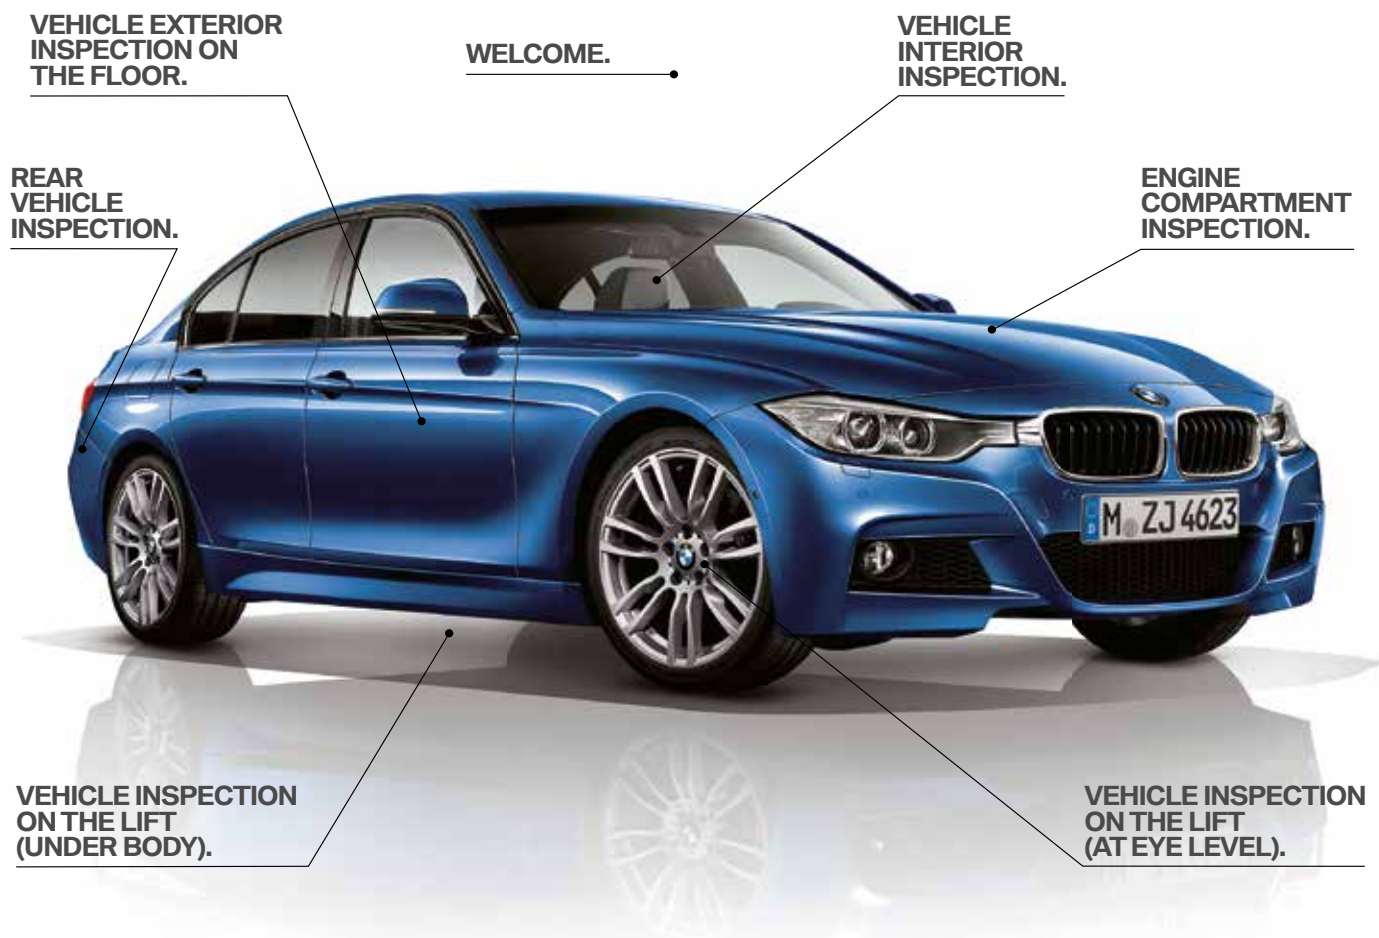 VEHICLE EXTERIOR
INSPECTION ON
THE FLOOR.
WELCOME.
VEHICLE
INTERIOR
INSPECTION.
REAR
VEHICLE
INSPECTION.
ENGINE
COMPARTMENT
INSPECTION.
M ZJ 4623
D
VEHICLE INSPECTION
ON THE LIFT
(UNDER BODY).
VEHICLE INSPECTION
ON THE LIFT
(AT EYE LEVEL).